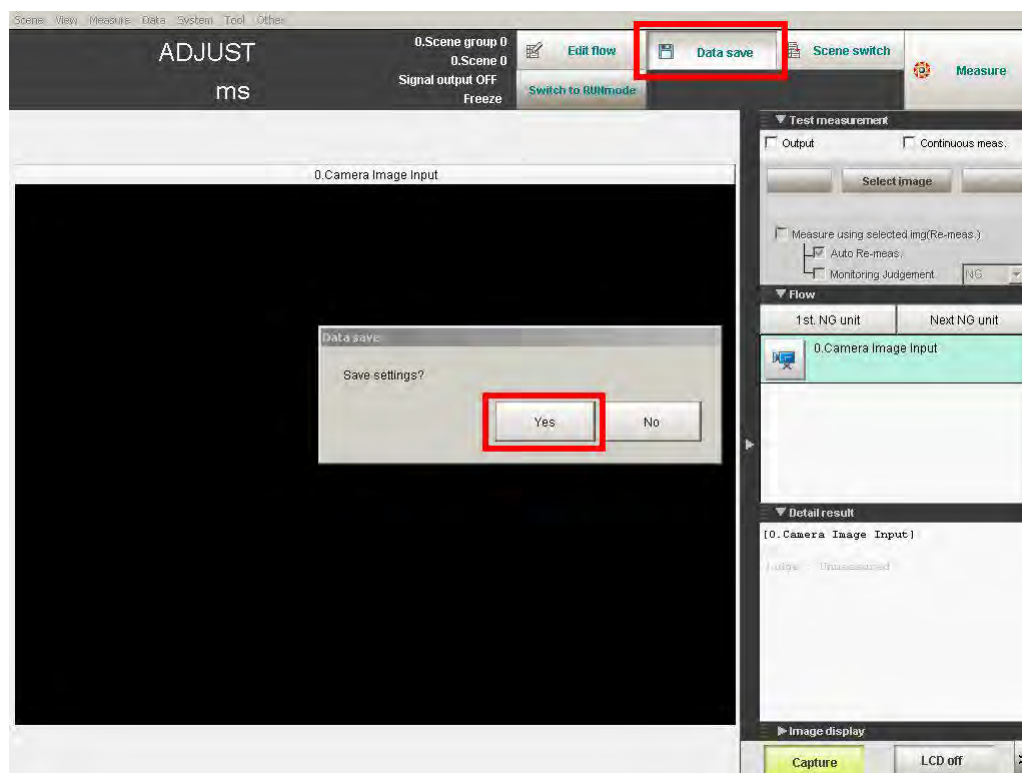 Scene View Measure Data System Tool Other
ADJUST
ms
0.Scene group 0
0.Scene 0
Signal output OFF
Freeze
Edit flow
Data save
Scene switch
Switch to RUNmode
Measure
▼Test measurement
Output
Continuous meas.
Select image
Measure using selected img(Re-meas.)
Auto Re-meas.
Monitoring Judgement
NG
▼Flow
1st. NG unit
Next NG unit
0.Camera Image Input
0.Camera Image Input
Data save
Save settings?
Yes
No
▼Detail result
[0.Camera Image Input]
Judge : Unmeasured
▶Image display
Capture
LCD off